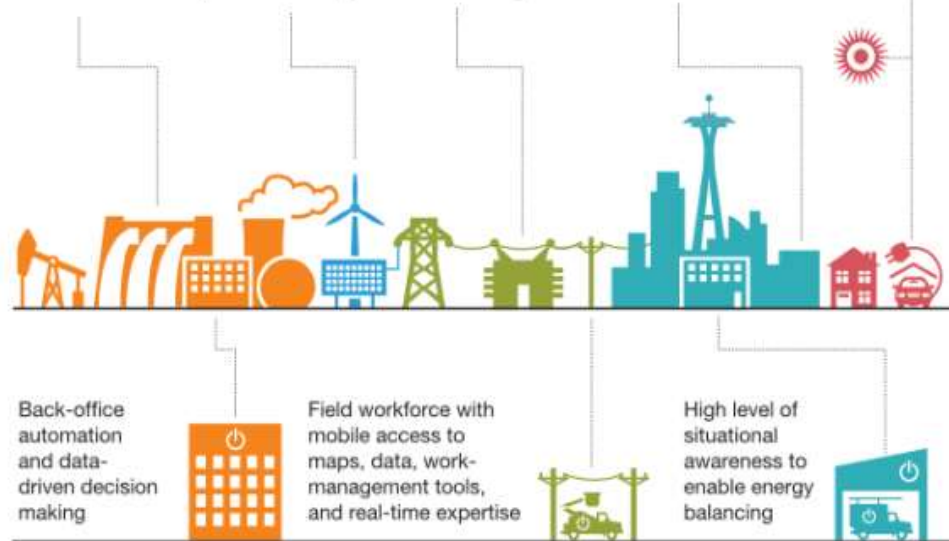 Back-office
automation
and data-
driven decision
making
Field workforce with
mobile access to
maps, data, work-
management tools,
and real-time expertise
High level of
situational
awareness to
enable energy
balancing